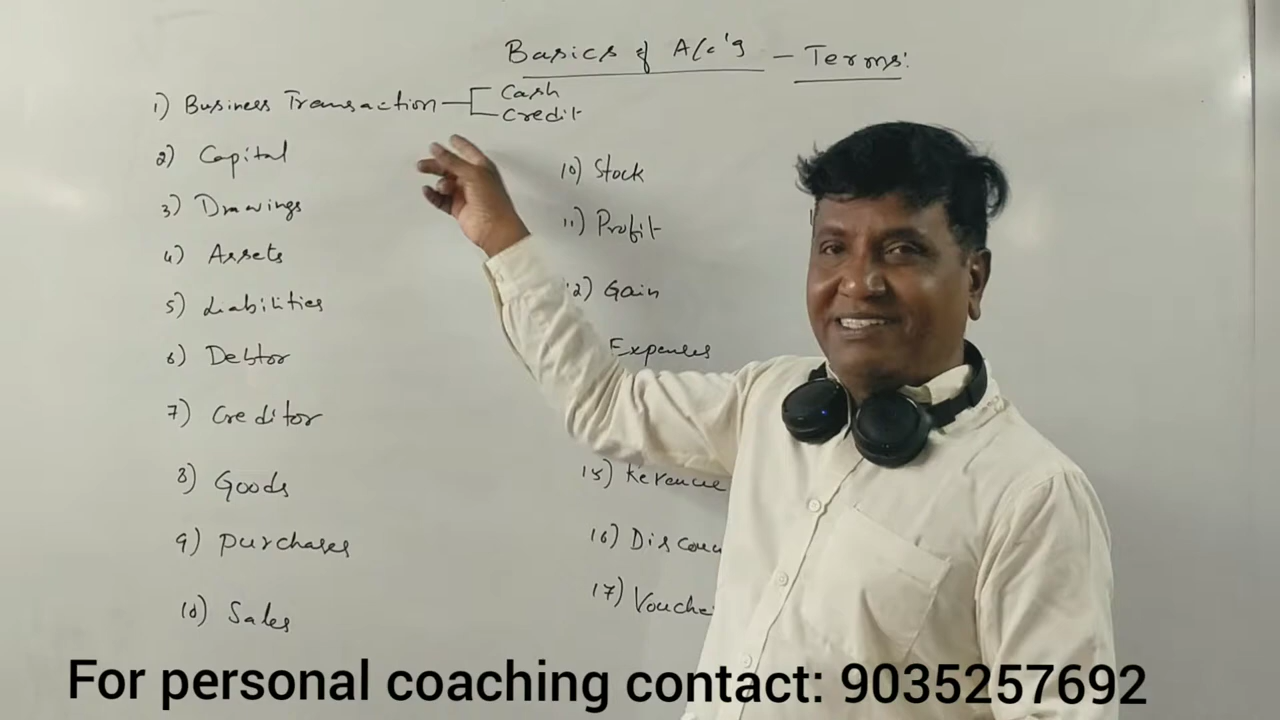 Basics of A/c'g - Terms:
1) Business Transaction Cash
Credit
2) Capital
3) Drawings
4) Assets
5) Liabilities
6) Debtor
7) Creditor
8) Goods
9) Purchases
10) Sales
10) Stock
11) Profit
12) Gain
Expenses
15) Revenue
16)
17)
For personal coaching contact: 9035257692